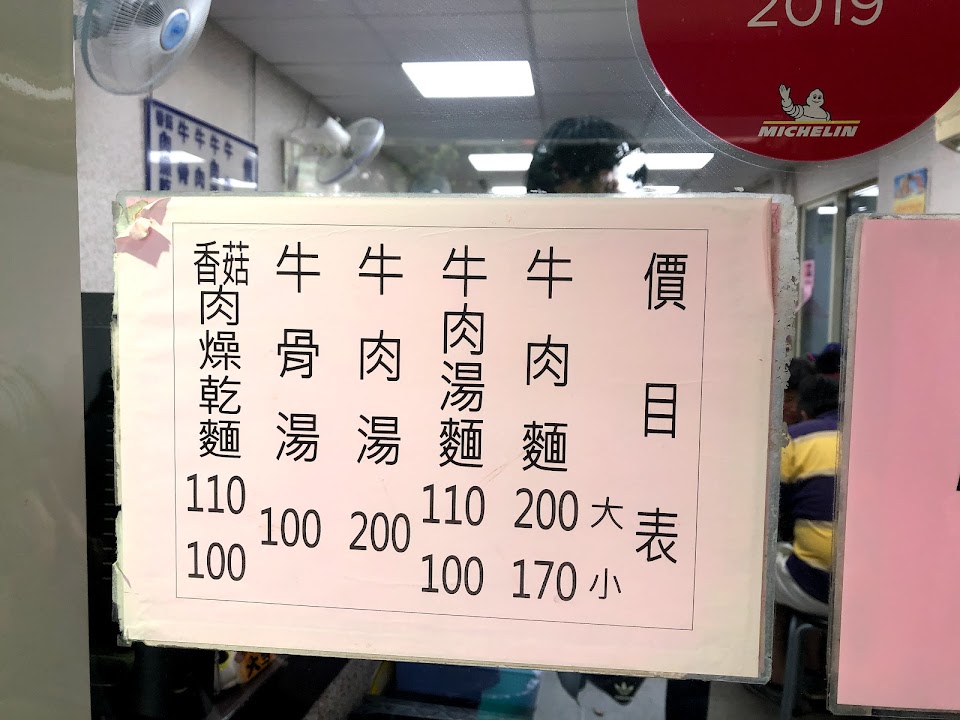 2019
MICHELIN
價目表
大
小
牛肉麵
200
170
牛肉湯麵
110
100
牛肉湯
200
牛骨湯
100
香菇肉燥乾麵
110
100